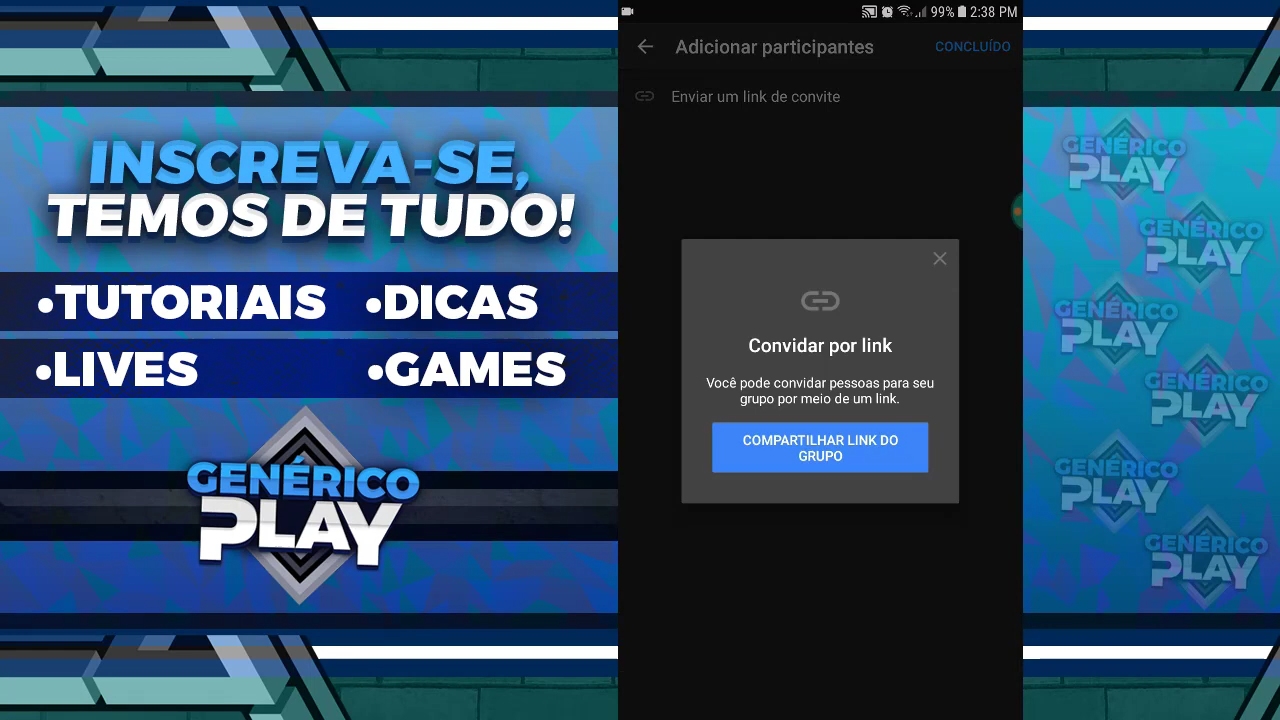 INSCREVA-SE,
TEMOS DE TUDO!
•TUTORIAIS •DICAS
•LIVES •GAMES
GENÉRICO
PLAY
99% 2:38 PM
Adicionar participantes CONCLUÍDO
Enviar um link de convite
Convidar por link
Você pode convidar pessoas para seu
grupo por meio de um link.
COMPARTILHAR LINK DO
GRUPO
GENÉRICO
PLAY
GENÉRICO
PLAY
GENÉRICO
PLAY
GENÉRICO
PLAY
GENÉRICO
PLAY
GENÉRICO
PLAY